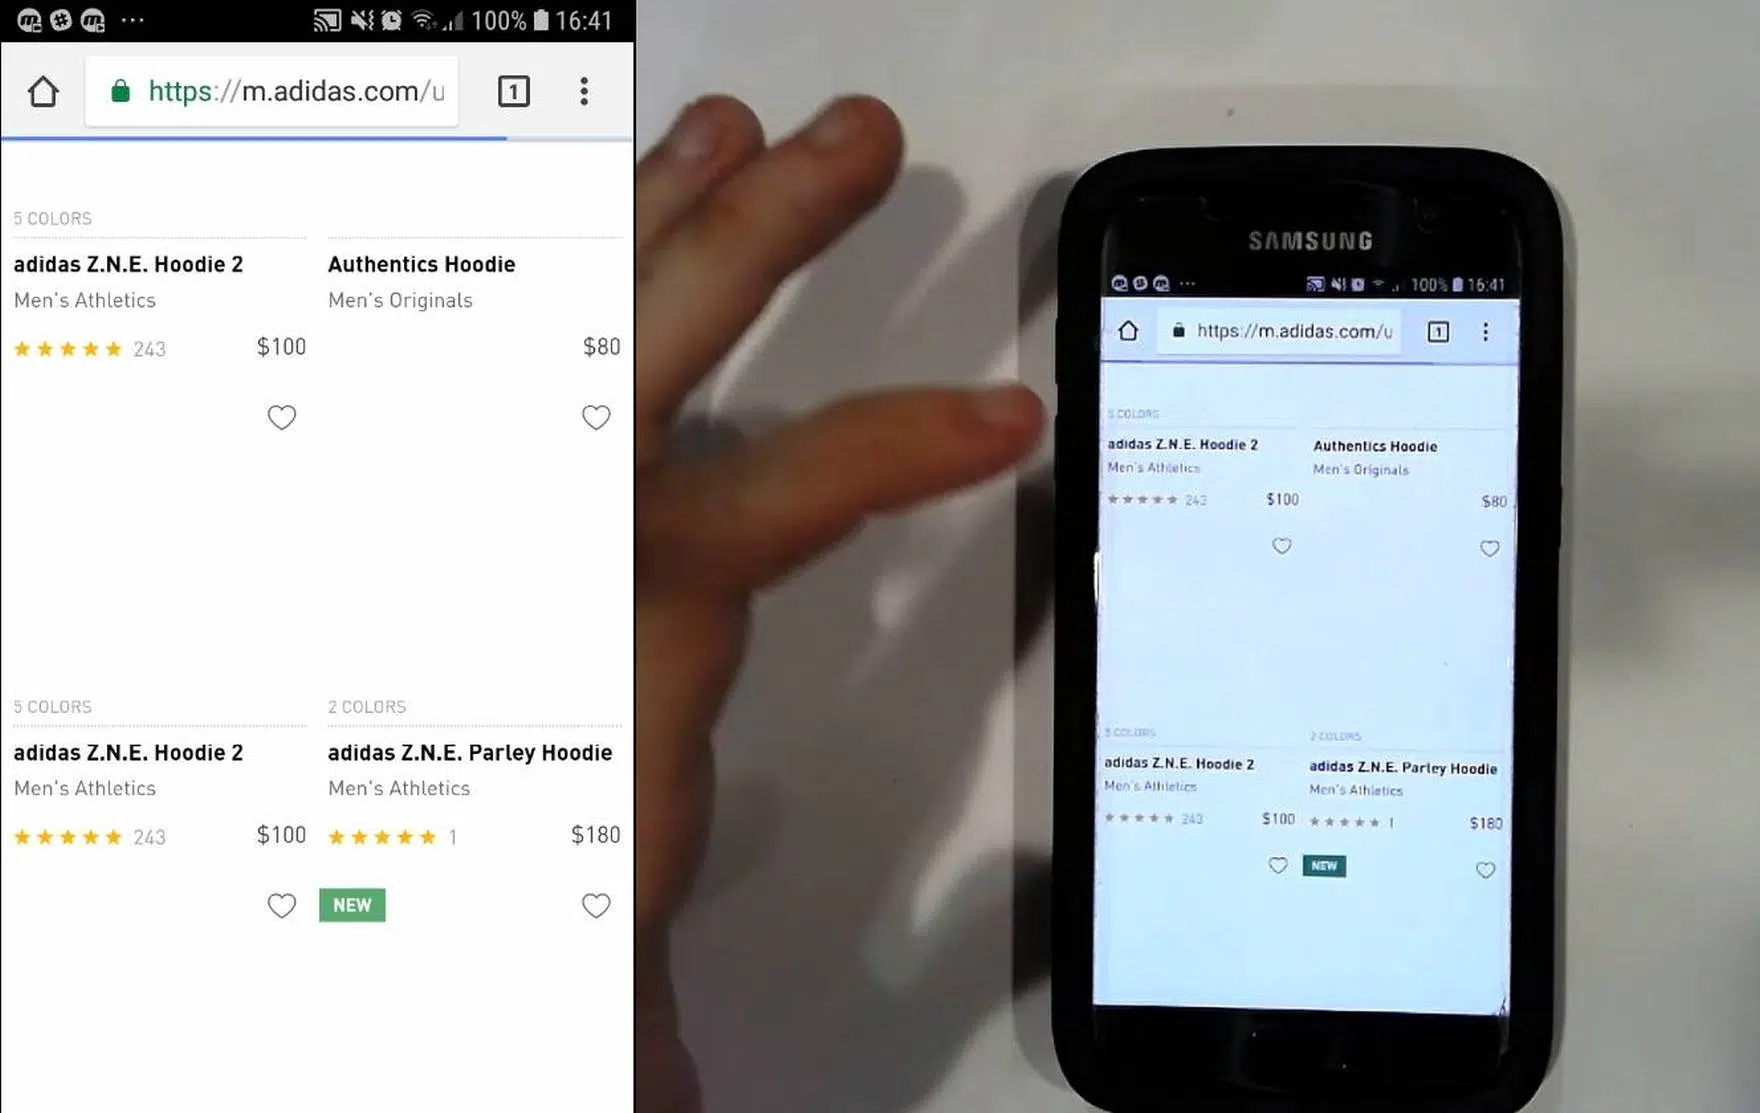 100% 16:41
https://m.adidas.com/u
1
5 COLORS
adidas Z.N.E. Hoodie 2
Men's Athletics
243 $100
Authentics Hoodie
Men's Originals
$80
5 COLORS
adidas Z.N.E. Hoodie 2
Men's Athletics
243 $100
2 COLORS
adidas Z.N.E. Parley Hoodie
Men's Athletics
1 $180
NEW
SAMSUNG
100% 16:41
https://m.adidas.com/u
1
5 COLORS
adidas Z.N.E. Hoodie 2
Men's Athletics
243 $100
Authentics Hoodie
Men's Originals
$80
5 COLORS
adidas Z.N.E. Hoodie 2
Men's Athletics
243 $100
2 COLORS
adidas Z.N.E. Parley Hoodie
Men's Athletics
1 $180
NEW